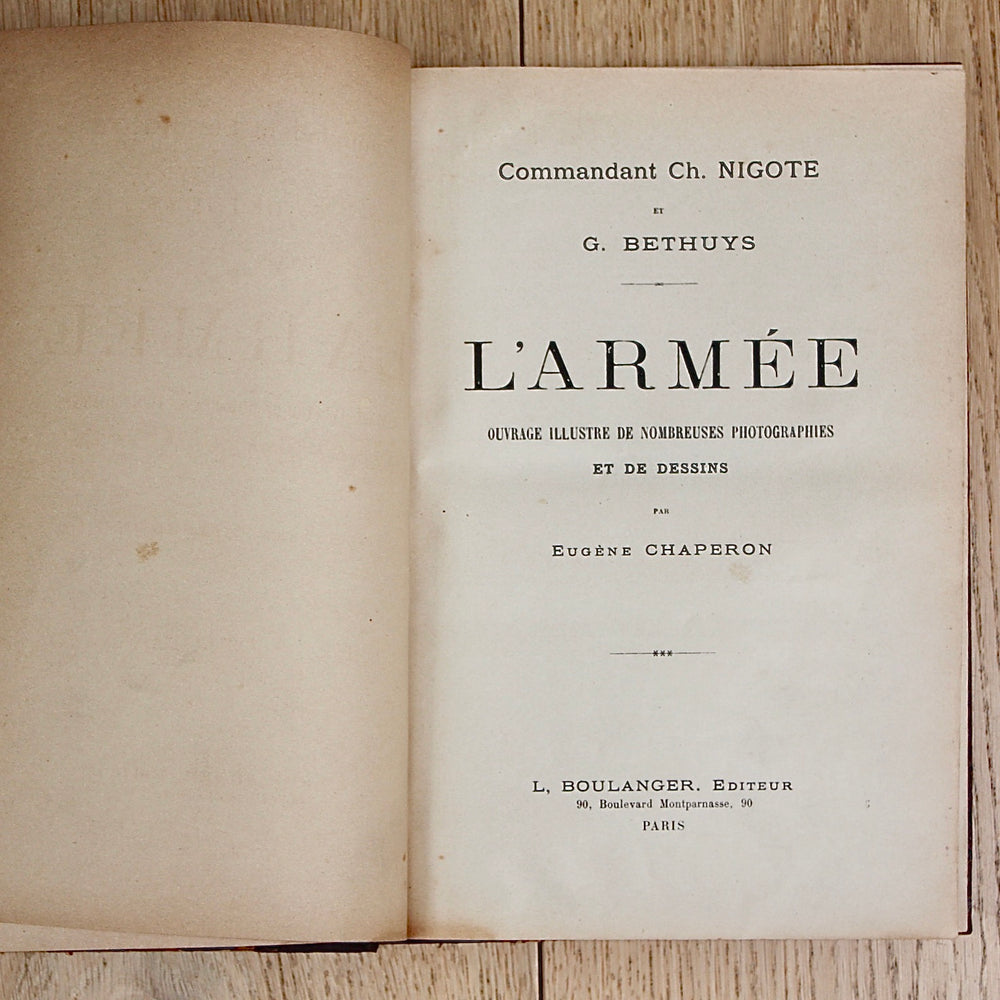 Commandant Ch. NIGOTE
ET
G. BETHUYS
L'ARMÉE
OUVRAGE ILLUSTRE DE NOMBREUSES PHOTOGRAPHIES
ET DE DESSINS
PAR
EUGÈNE CHAPERON
L, BOULANGER. EDITEUR
90, Boulevard Montparnasse, 90
PARIS